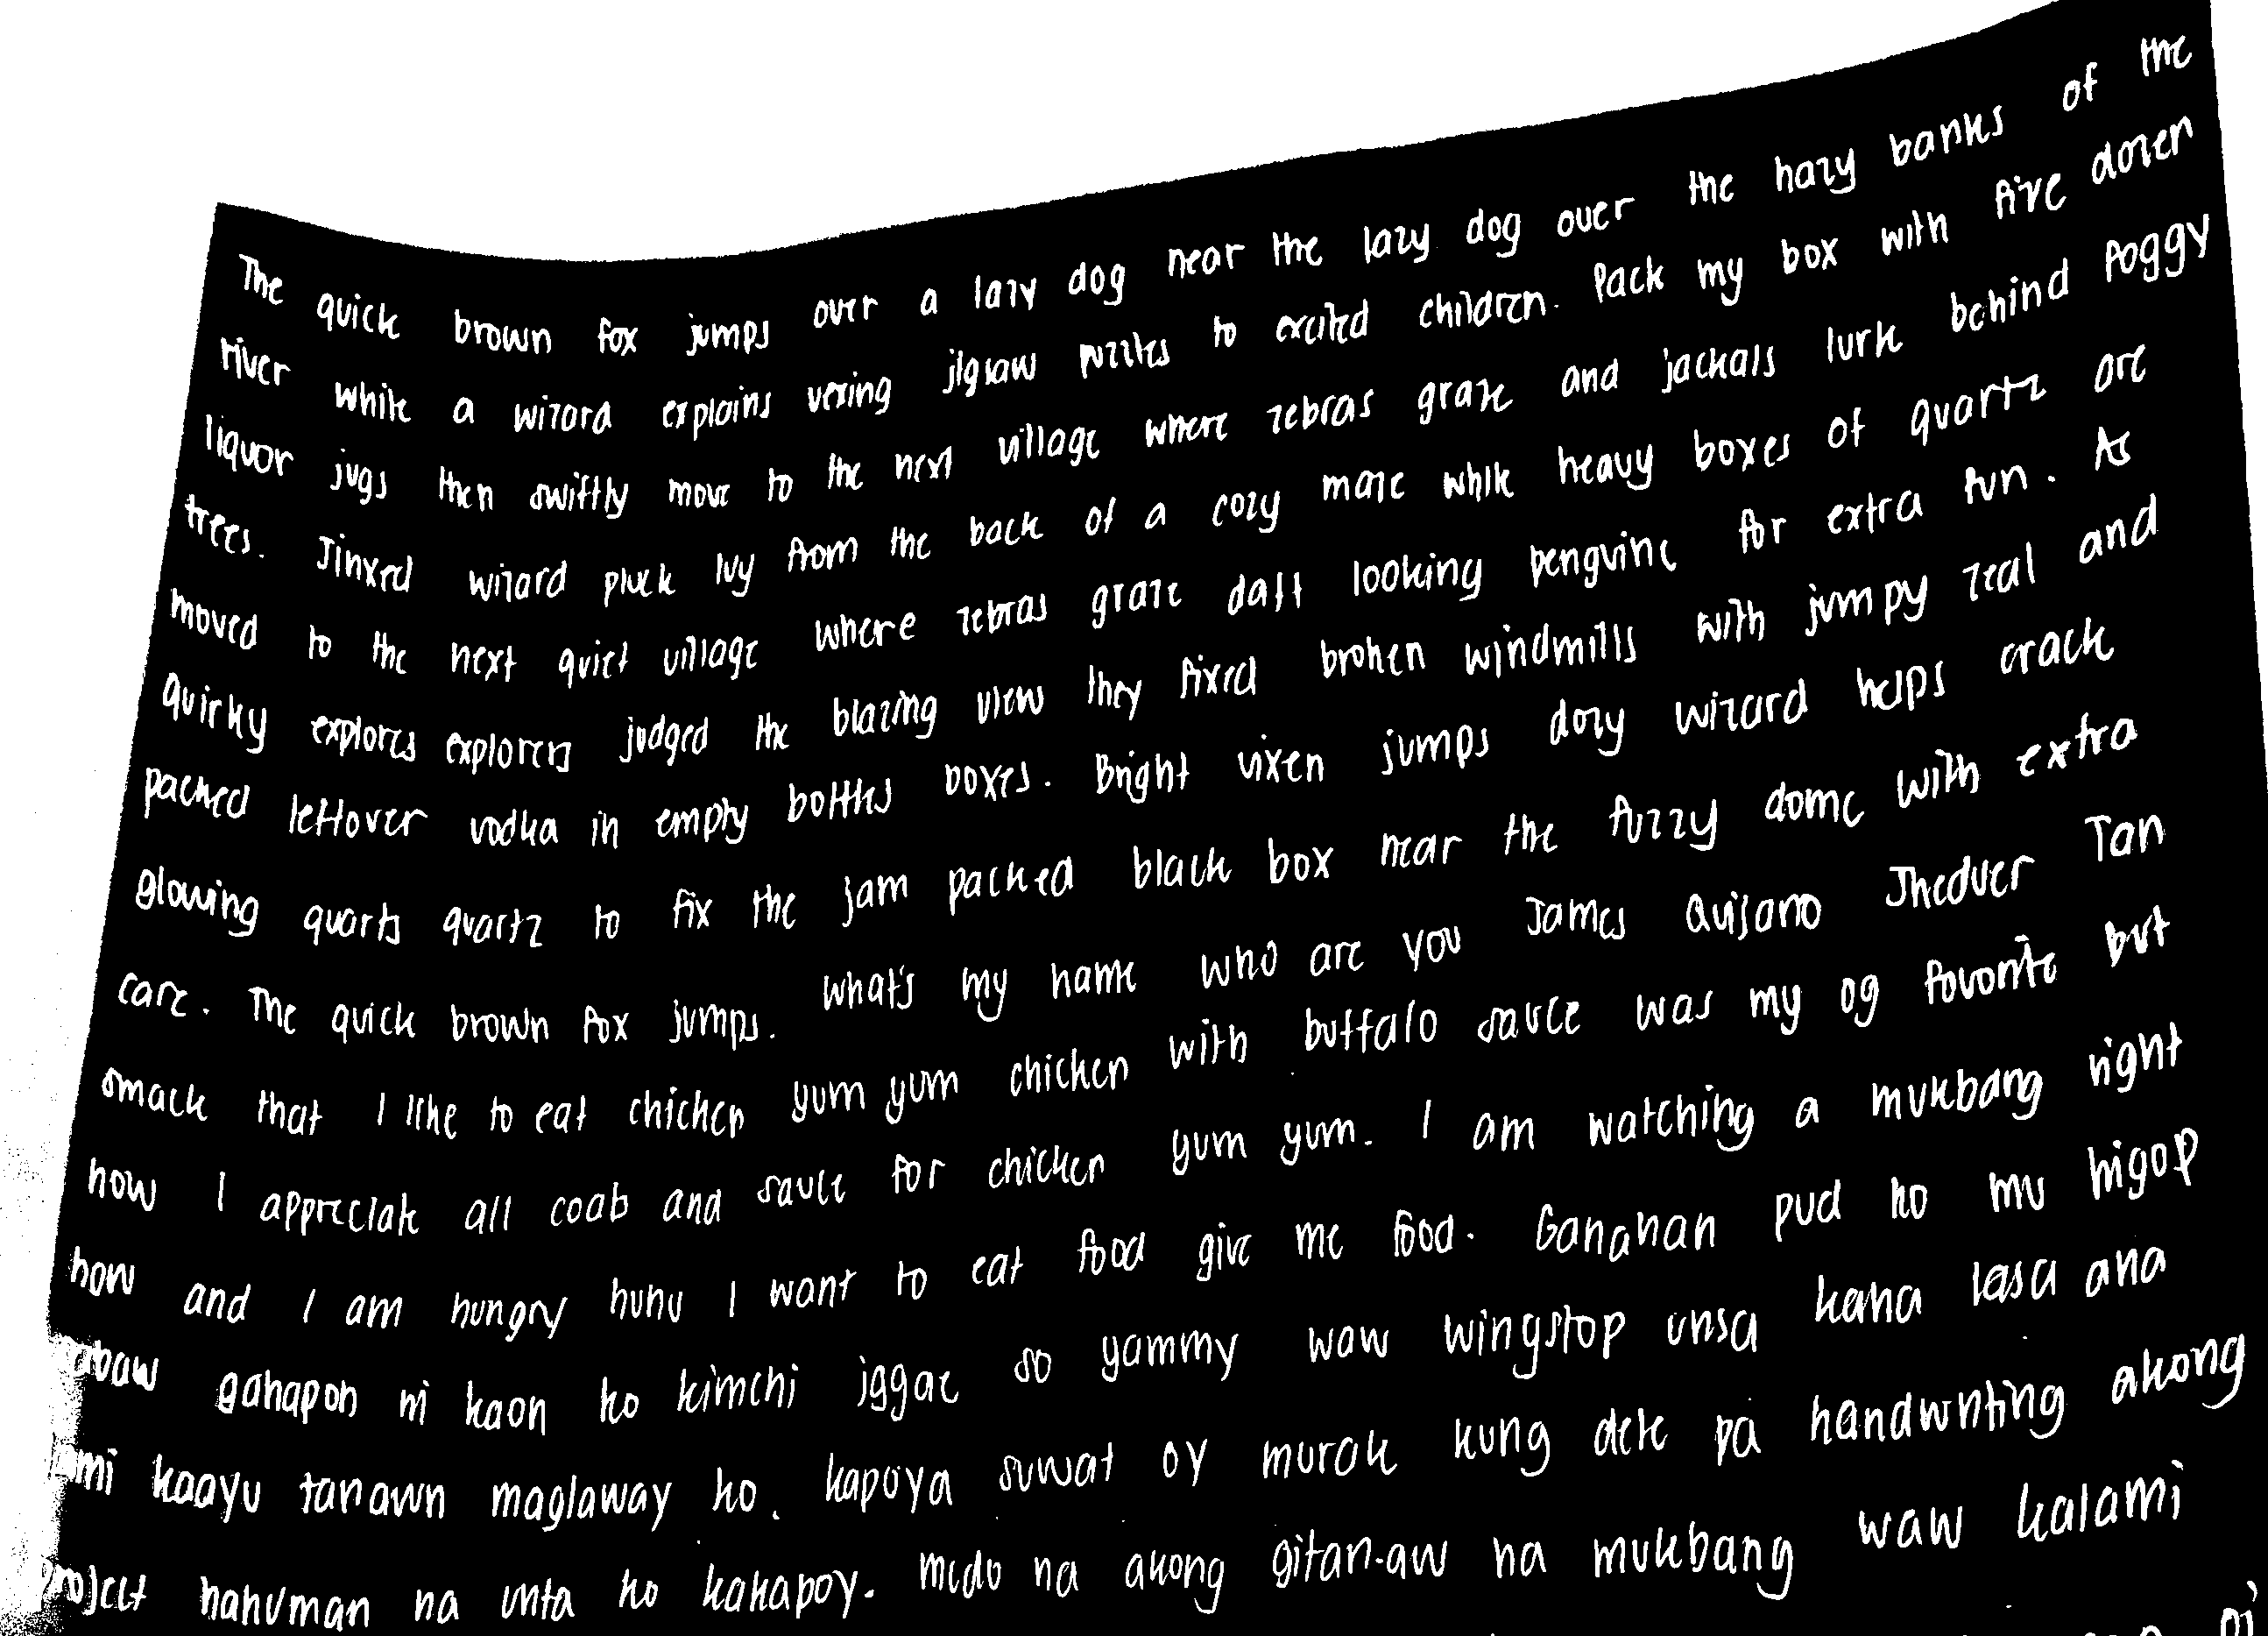 The quick brown fox jumps over a lazy dog near the lazy dog over the hazy banks of the
river while a wizard explains vexing jigsaw puzzles to excited children. Pack my box with five dozen
liquor jugs then swiftly move to the next village where zebras graze and jackals lurk behind foggy
trees. Jinxed wizard pluck Ivy from the back of a cozy maze while heavy boxes of quartz are
moved to the next quiet village where zebras graze daft looking penguins for extra fun. As
quirky explores explorers judged the blazing view they fixed broken windmills with jumpy zeal and
packed leftover vodka in empty bottles boxes. Bright vixen jumps dozy wizard helps crack
glowing quarts quartz to fix the jam packed black box near the fuzzy dome with extra
care. The quick brown fox jumps. what's my name who are you James Quijano Jheduer Tan
smack that I like to eat chicken yum yum chicken with buffalo sauce was my og favorite but
now I appreciate all coab and sauce for chicken yum yum. I am watching a mukbang right
now and I am hungry huhu I want to eat food give me food. Ganahan pud ko mu higop
sabaw gahapon ni kaon ko kimchi jiggae so yammy waw wingstop unsa kaha lasa ana
lami kaayu tanawn maglaway ko. kapoya suwat oy murak kung pa handwriting akong
project nahuman na unta ko kakapoy. na akong gitan-aw na mukbang waw kalami